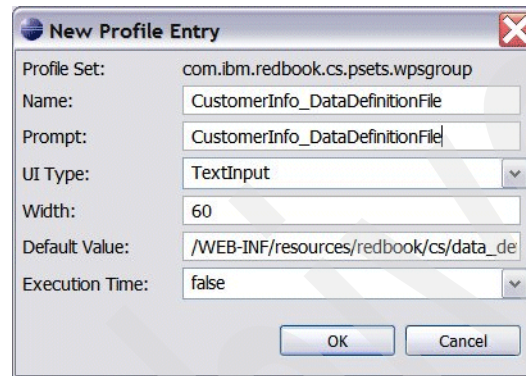 New Profile Entry
Profile Set: com.ibm.redbook.cs.psets.wpsgroup
Name: CustomerInfo_DataDefinitionFile
Prompt: CustomerInfo_DataDefinitionFile
UI Type: TextInput
Width: 60
Default Value: /WEB-INF/resources/redbook/cs/data_de
Execution Time: false
OK Cancel